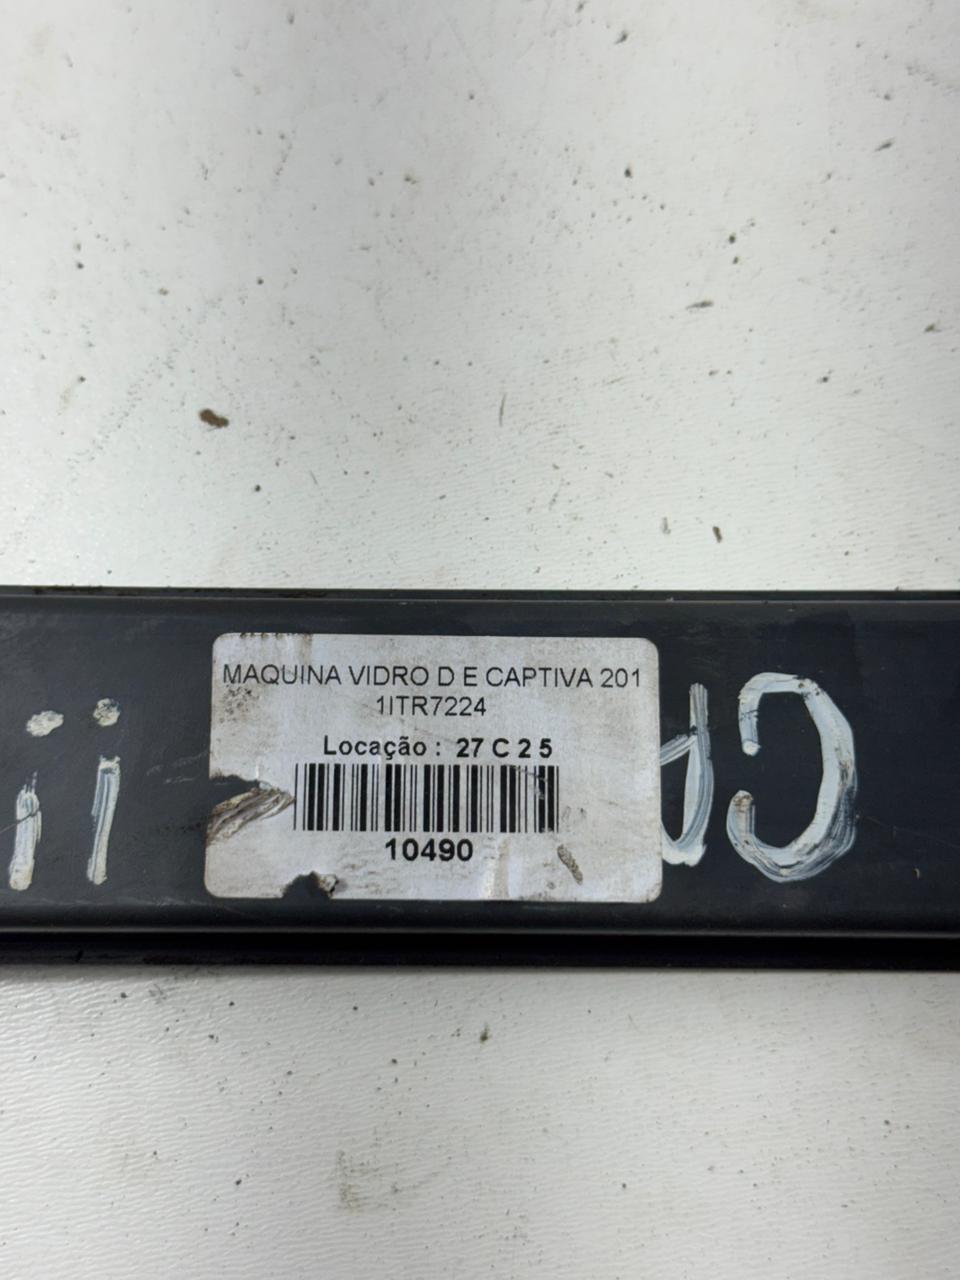 MAQUINA VIDRO D E CAPTIVA 201
1ITR7224
Locação : 27 C 2 5
10490